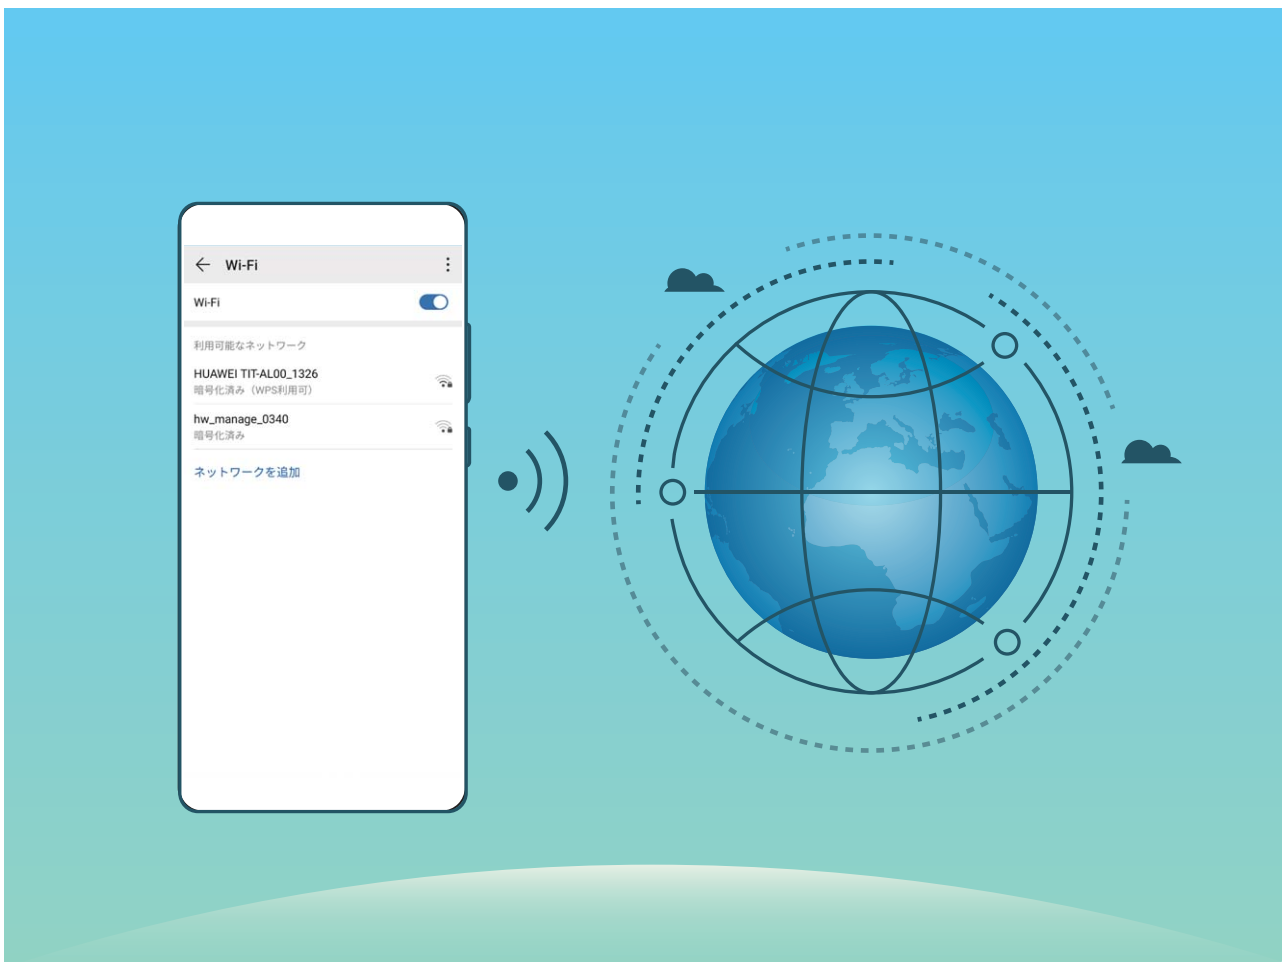 Wi-Fi
Wi-Fi
利用可能なネットワーク
HUAWEI TIT-AL00_1326
暗号化済み（WPS利用可）
hw_manage_0340
暗号化済み
ネットワークを追加